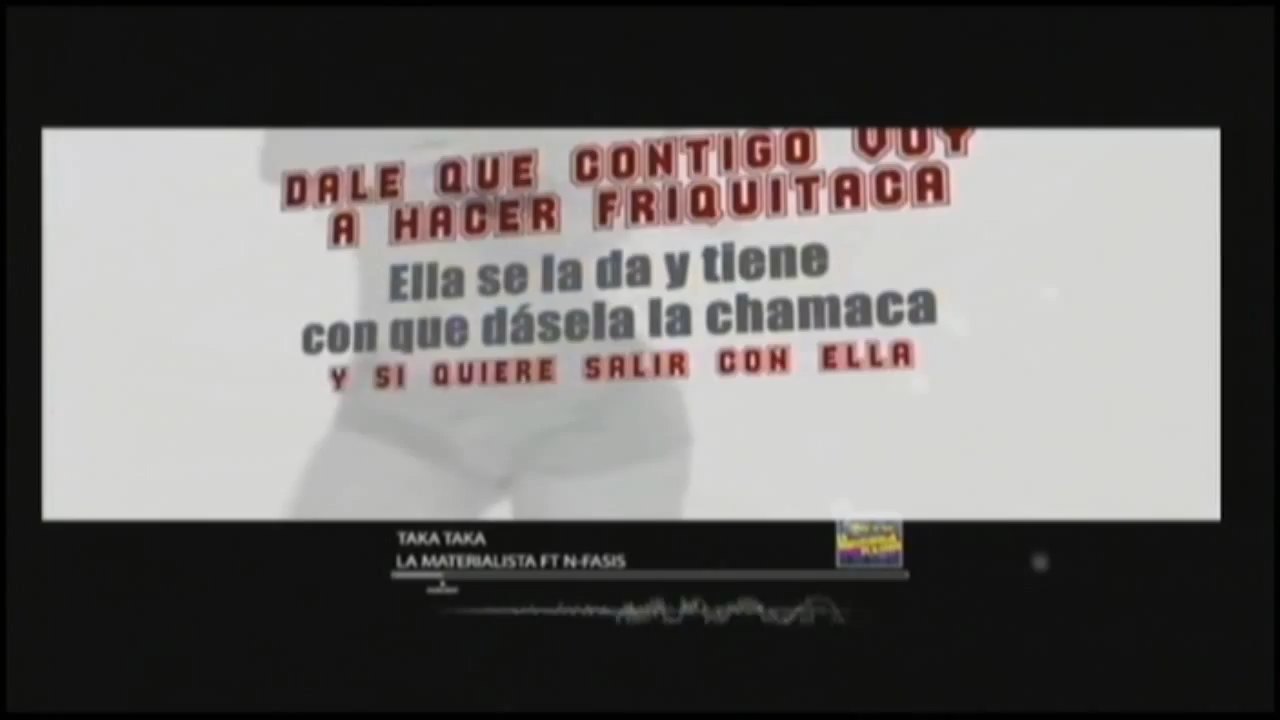 DALE QUE CONTIGO VOY
A HACER FRIQUITACA
Ella se la da y tiene
con que dásela la chamaca
Y SI QUIERE SALIR CON ELLA
TAKA TAKA
LA MATERIALISTA FT N-FASIS